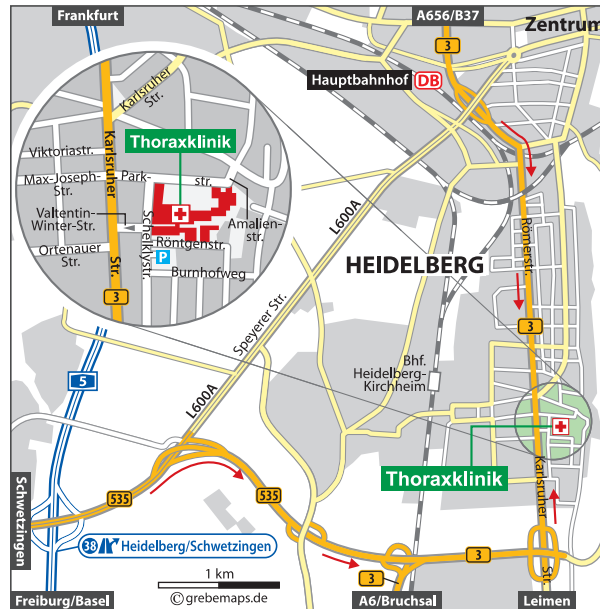 Frankfurt
A656/B37
Zentrum
3
Hauptbahnhof DB
Karlsruher
Str.
Karlsruher
Thoraxklinik
Viktoriastr.
Max-Joseph-
Str.
Park-
str.
Valtentin-
Winter-Str.
Amalien-
str.
Schelklystr.
Röntgenstr.
Ortenauer
Str.
P
Burnhofweg
Str.
3
L600A
Römerstr.
HEIDELBERG
Speyerer Str.
3
5
Bhf.
Heidelberg-
Kirchheim
L600A
Thoraxklinik
Karlsruher
Str.
Schwetzingen
535
535
38 Heidelberg/Schwetzingen
3
3
1 km
© grebemaps.de
Freiburg/Basel
A6/Bruchsal
Leimen